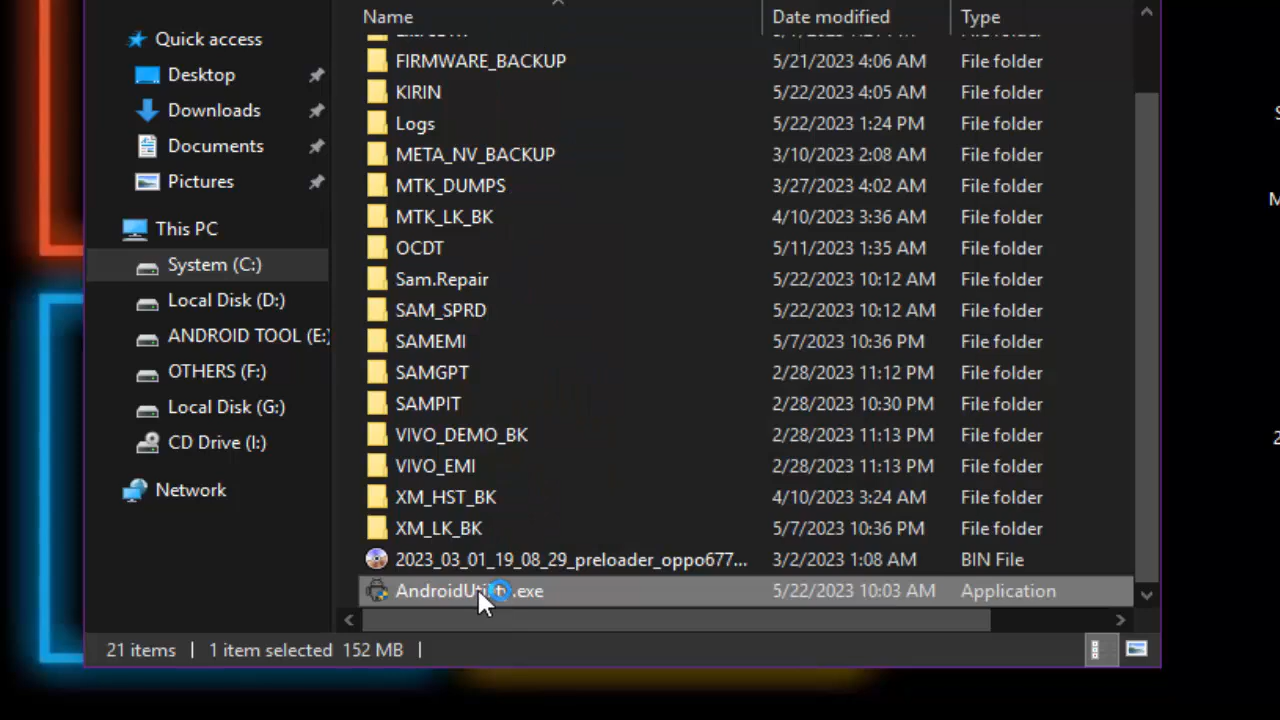 Name Date modified Type
Quick access
Desktop
Downloads
Documents
Pictures
This PC
System (C:)
Local Disk (D:)
ANDROID TOOL (E:)
OTHERS (F:)
Local Disk (G:)
CD Drive (I:)
Network
FIRMWARE_BACKUP 5/21/2023 4:06 AM File folder
KIRIN 5/22/2023 4:05 AM File folder
Logs 5/22/2023 1:24 PM File folder
META_NV_BACKUP 3/10/2023 2:08 AM File folder
MTK_DUMPS 3/27/2023 4:02 AM File folder
MTK_LK_BK 4/10/2023 3:36 AM File folder
OCDT 5/11/2023 1:35 AM File folder
Sam.Repair 5/22/2023 10:12 AM File folder
SAM_SPRD 5/22/2023 10:12 AM File folder
SAMEMI 5/7/2023 10:36 PM File folder
SAMGPT 2/28/2023 11:12 PM File folder
SAMPIT 2/28/2023 10:30 PM File folder
VIVO_DEMO_BK 2/28/2023 11:13 PM File folder
VIVO_EMI 2/28/2023 11:13 PM File folder
XM_HST_BK 4/10/2023 3:24 AM File folder
XM_LK_BK 5/7/2023 10:36 PM File folder
2023_03_01_19_08_29_preloader_oppo677... 3/2/2023 1:08 AM BIN File
5/22/2023 10:03 AM Application
21 items 1 item selected 152 MB